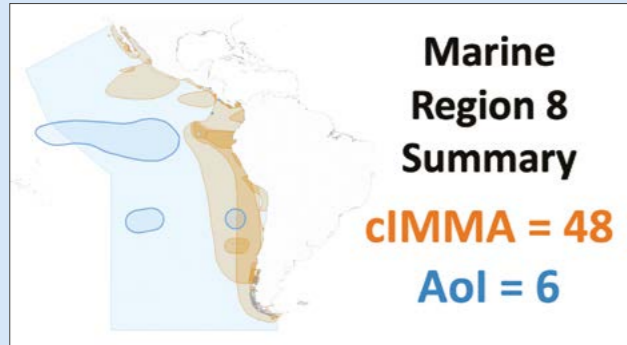 Marine
Region 8
Summary
cIMMA = 48
AoI = 6